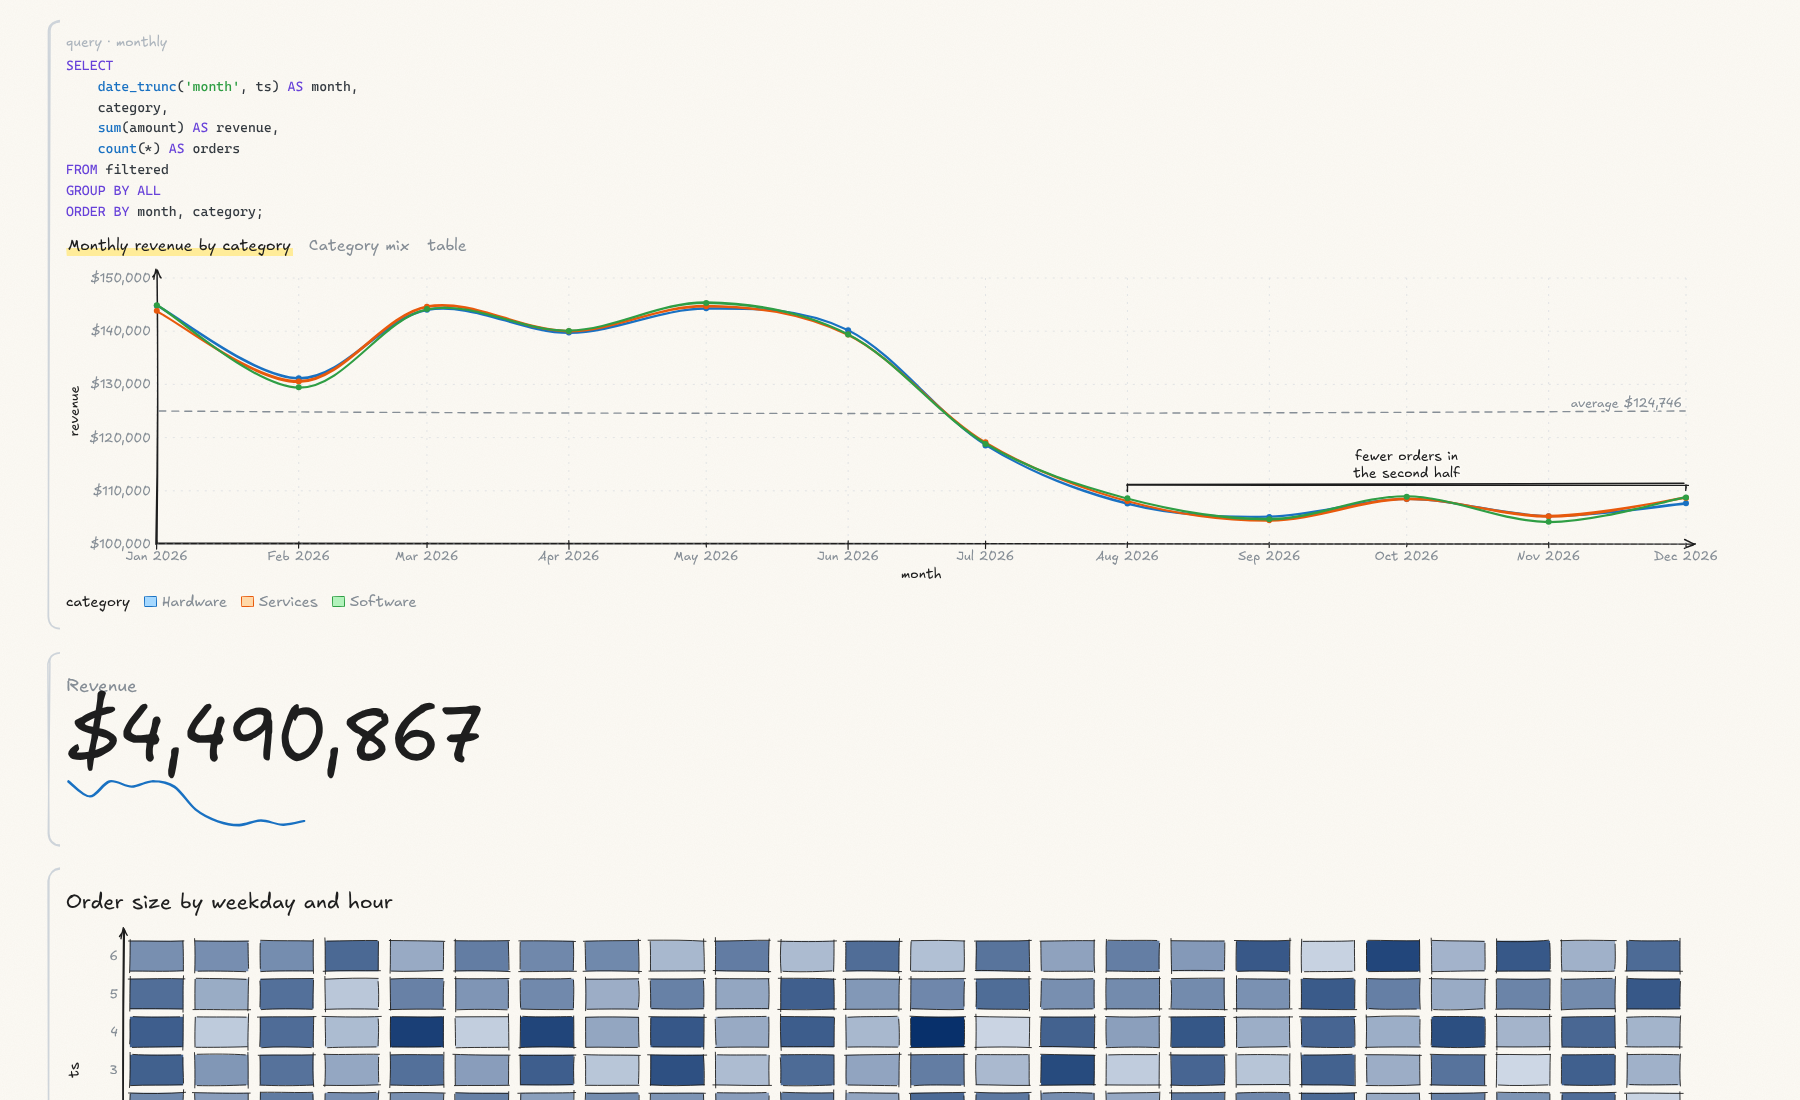 query · monthly
SELECT
date_trunc('month', ts) AS month,
category,
sum(amount) AS revenue,
count(*) AS orders
FROM filtered
GROUP BY ALL
ORDER BY month, category;
Monthly revenue by category Category mix table
$150,000
$140,000
$130,000
$120,000
$110,000
$100,000
revenue
average $124,746
fewer orders in
the second half
Jan 2026 Feb 2026 Mar 2026 Apr 2026 May 2026 Jun 2026 Jul 2026 Aug 2026 Sep 2026 Oct 2026 Nov 2026 Dec 2026
month
category Hardware Services Software
Revenue
$4,490,867
Order size by weekday and hour
6
5
4
3
ts